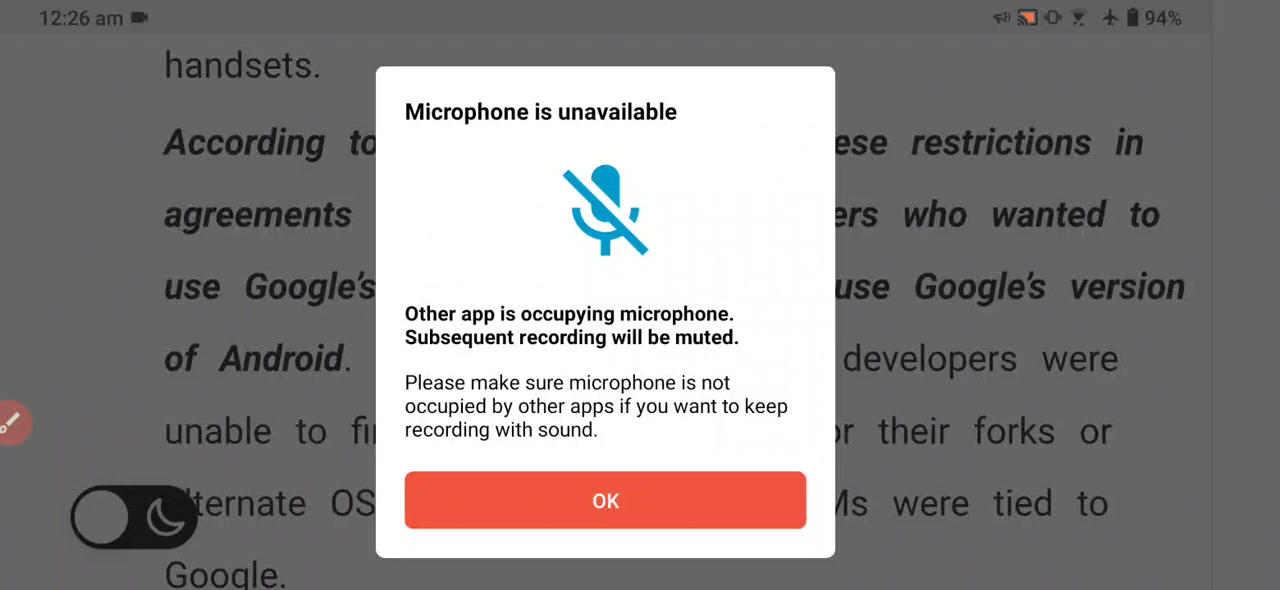 12:26 am
94%
handsets.
According to
ese restrictions in
agreements
ers who wanted to
use Google's
use Google's version
of Android.
developers were
unable to
r their forks or
lternate OS
Ms were tied to
Google.
Microphone is unavailable
Other app is occupying microphone.
Subsequent recording will be muted.
Please make sure microphone is not
occupied by other apps if you want to keep
recording with sound.
OK